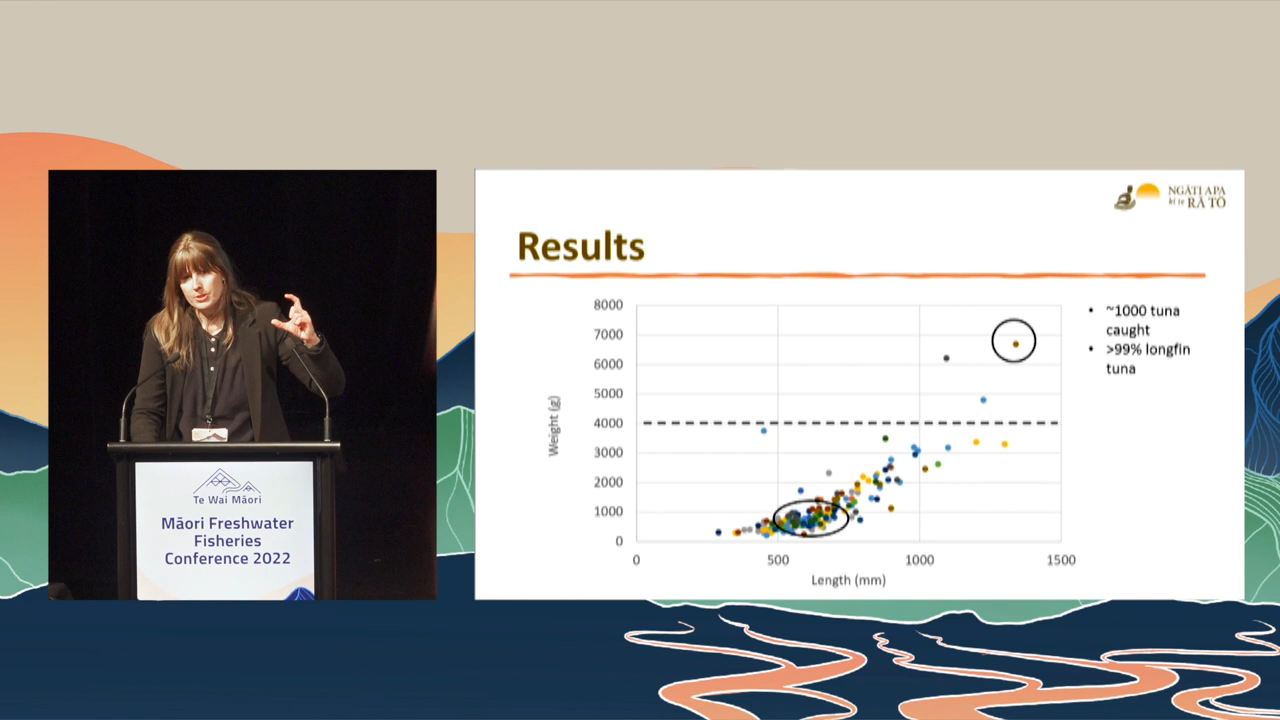 Te Wai Māori
Māori Freshwater
Fisheries
Conference 2022
NGĀTI APA
ki te RĀ TŌ
Results
8000
7000
6000
5000
4000
3000
2000
1000
0
Weight (g)
0
500
1000
1500
Length (mm)
• ~1000 tuna
caught
• >99% longfin
tuna